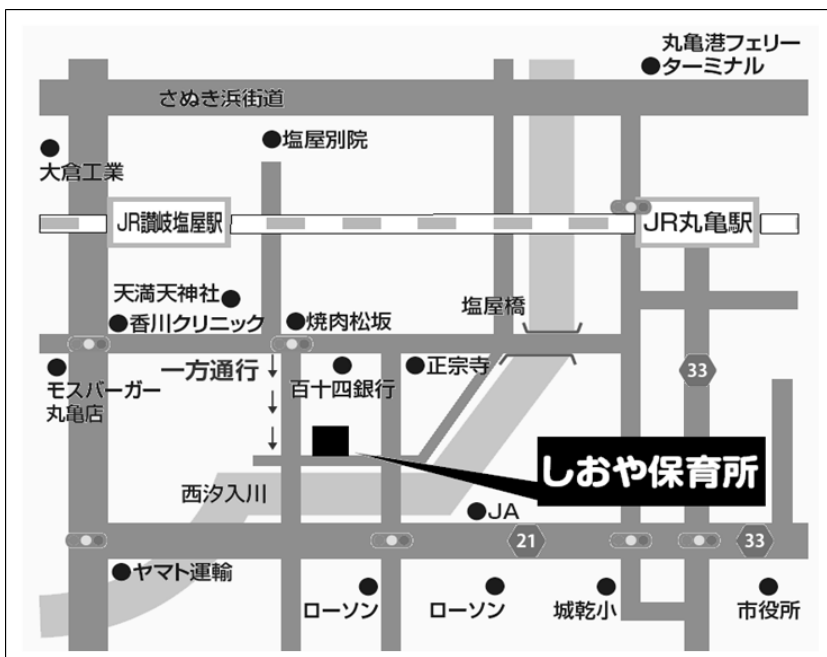 丸亀港フェリー
ターミナル
さぬき浜街道
塩屋別院
大倉工業
JR讃岐塩屋駅
JR丸亀駅
天満天神社
塩屋橋
香川クリニック
焼肉松坂
一方通行
正宗寺
33
モスバーガー
丸亀店
百十四銀行
しおや保育所
西汐入川
JA
21
33
ヤマト運輸
ローソン
ローソン
城乾小
市役所